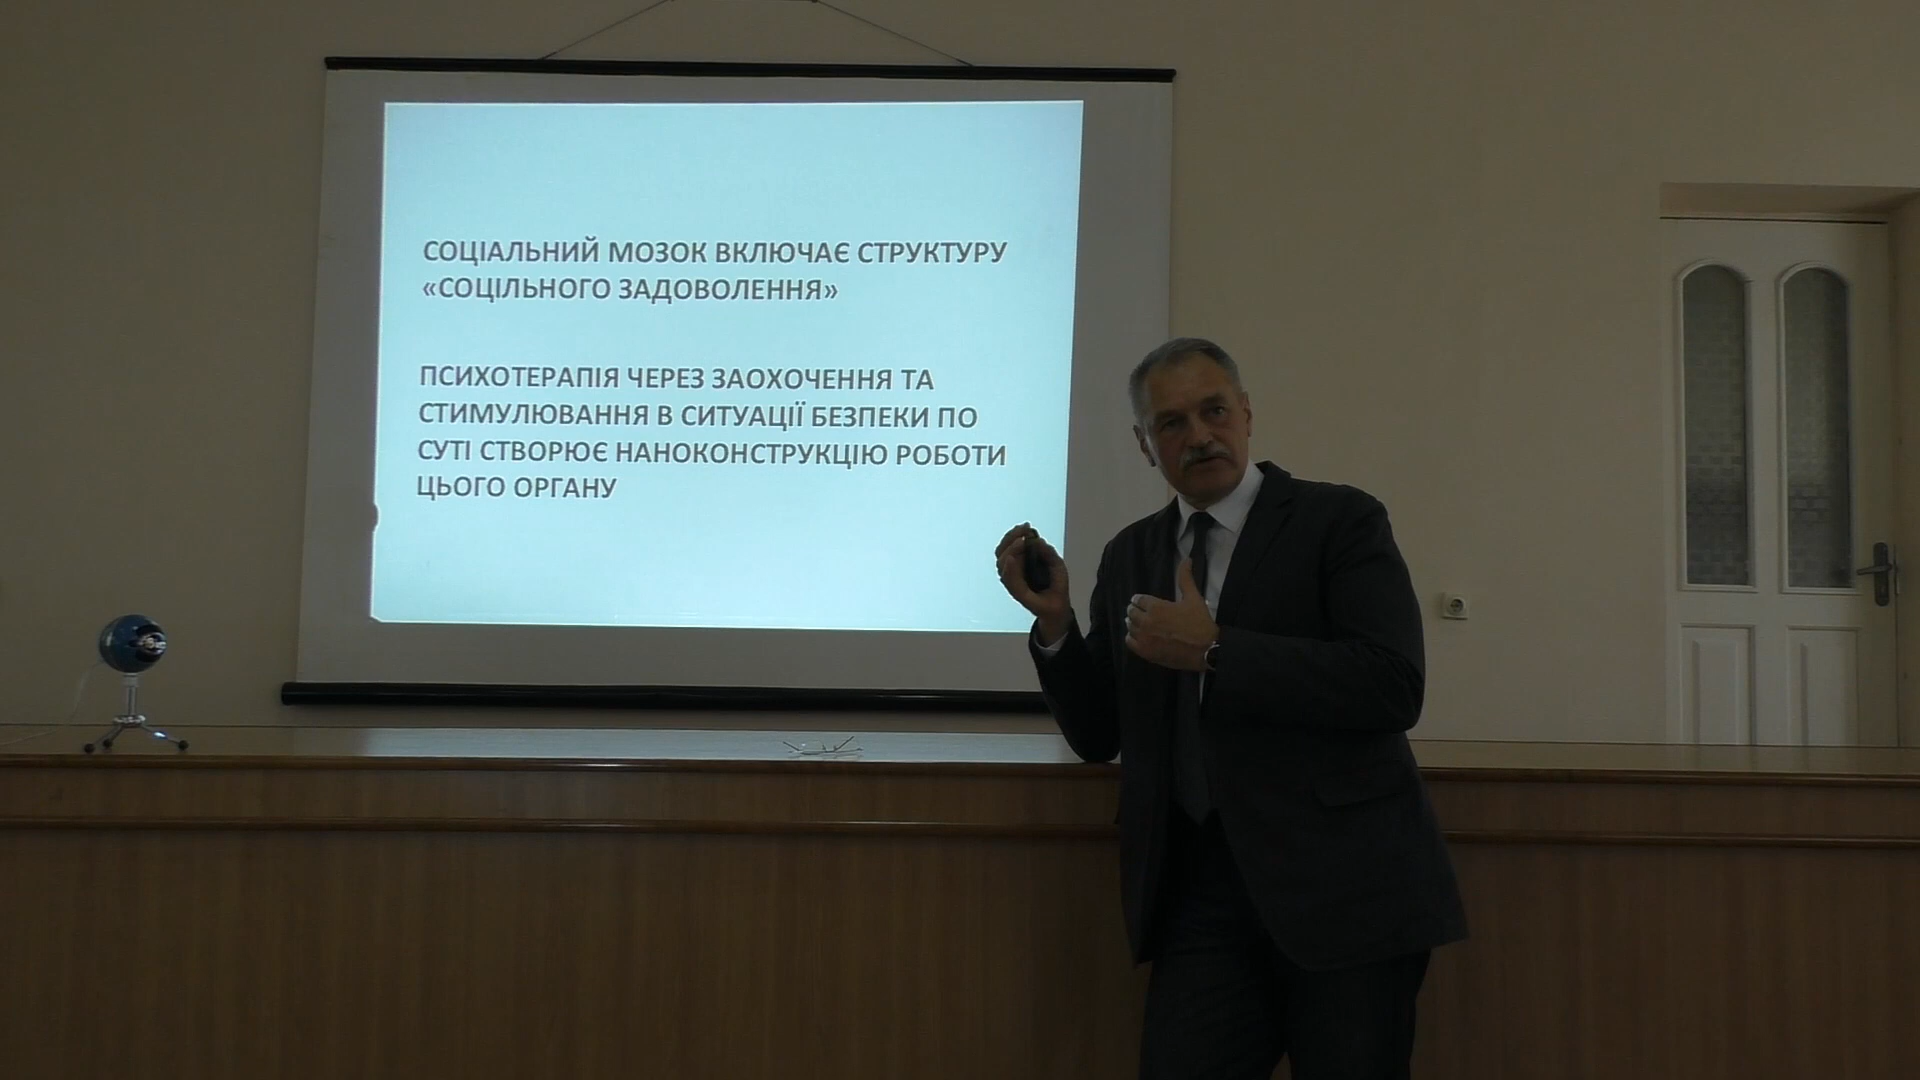 СОЦІАЛЬНИЙ МОЗОК ВКЛЮЧАЄ СТРУКТУРУ
«СОЦІЛЬНОГО ЗАДОВОЛЕННЯ»
ПСИХОТЕРАПІЯ ЧЕРЕЗ ЗАОХОЧЕННЯ ТА
СТИМУЛЮВАННЯ В СИТУАЦІЇ БЕЗПЕКИ ПО
СУТІ СТВОРЮЄ НАНОКОНСТРУКЦІЮ РОБОТИ
ЦЬОГО ОРГАНУ